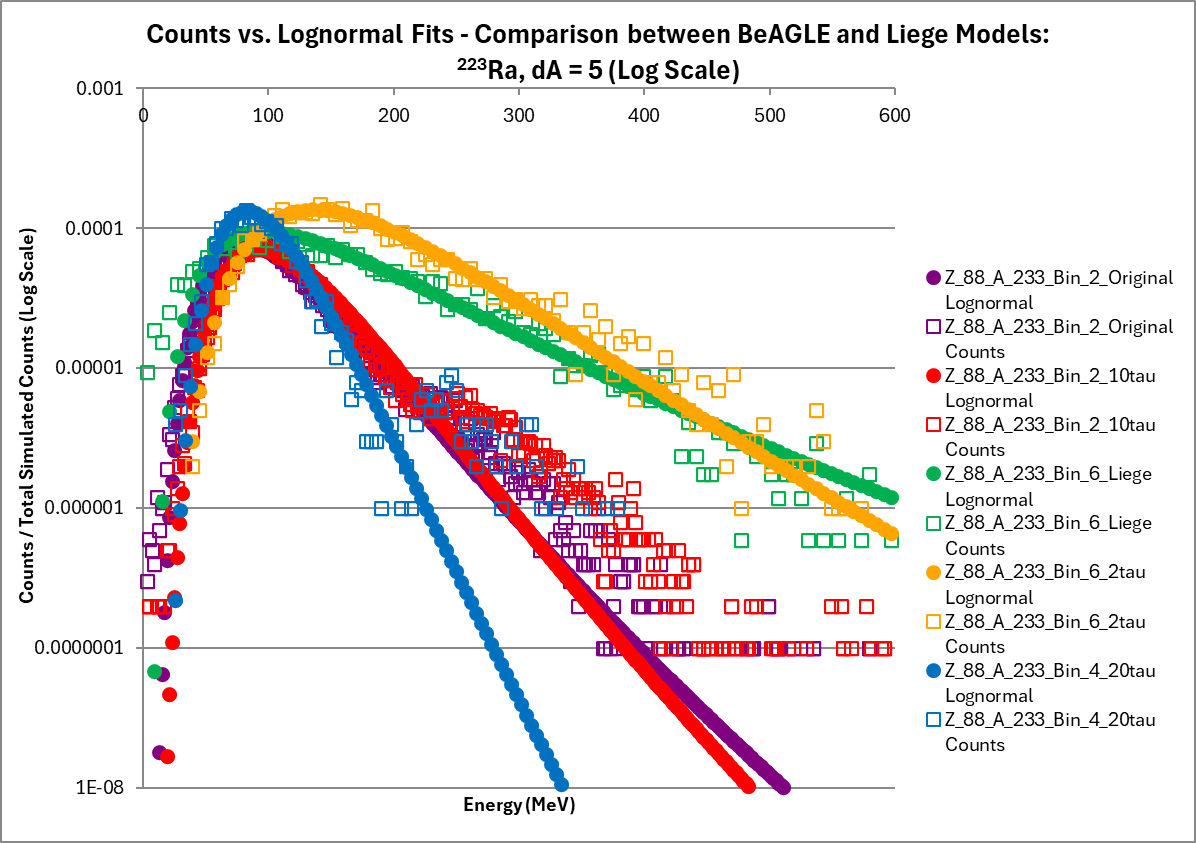 Counts vs. Lognormal Fits - Comparison between BeAGLE and Liege Models:
²²³Ra, dA = 5 (Log Scale)
0.001
0 100 200 300 400 500 600
0.0001
0.00001
0.000001
0.0000001
1E-08
Counts / Total Simulated Counts (Log Scale)
Energy (MeV)
Z_88_A_233_Bin_2_Original
Lognormal
Z_88_A_233_Bin_2_Original
Counts
Z_88_A_233_Bin_2_10tau
Lognormal
Z_88_A_233_Bin_2_10tau
Counts
Z_88_A_233_Bin_6_Liege
Lognormal
Z_88_A_233_Bin_6_Liege
Counts
Z_88_A_233_Bin_6_2tau
Lognormal
Z_88_A_233_Bin_6_2tau
Counts
Z_88_A_233_Bin_4_20tau
Lognormal
Z_88_A_233_Bin_4_20tau
Counts